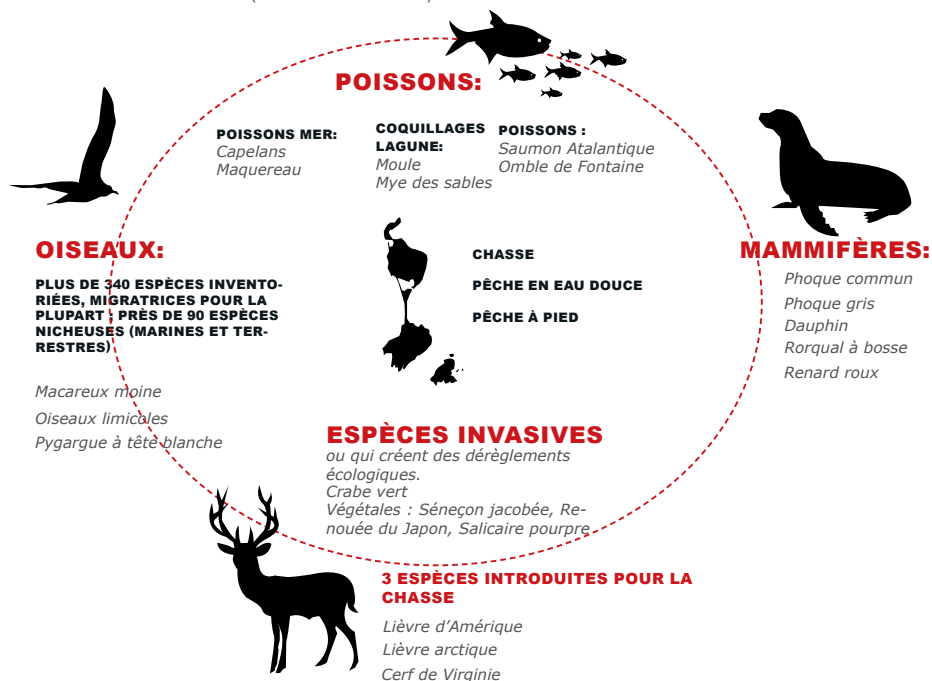 POISSONS:
POISSONS MER:
Capelans
Maquereau
COQUILLAGES
LAGUNE:
Moule
Mye des sables
POISSONS :
Saumon Atalantique
Omble de Fontaine
OISEAUX:
PLUS DE 340 ESPÈCES INVENTO-
RIÉES, MIGRATRICES POUR LA
PLUPART ; PRÈS DE 90 ESPÈCES
NICHEUSES (MARINES ET TER-
RESTRES)
Macareux moine
Oiseaux limicoles
Pygargue à tête blanche
CHASSE
PÊCHE EN EAU DOUCE
PÊCHE À PIED
MAMMIFÈRES:
Phoque commun
Phoque gris
Dauphin
Rorqual à bosse
Renard roux
ESPÈCES INVASIVES
ou qui créent des dérèglements
écologiques.
Crabe vert
Végétales : Séneçon jacobée, Re-
nouée du Japon, Salicaire pourpre
3 ESPÈCES INTRODUITES POUR LA
CHASSE
Lièvre d’Amérique
Lièvre arctique
Cerf de Virginie